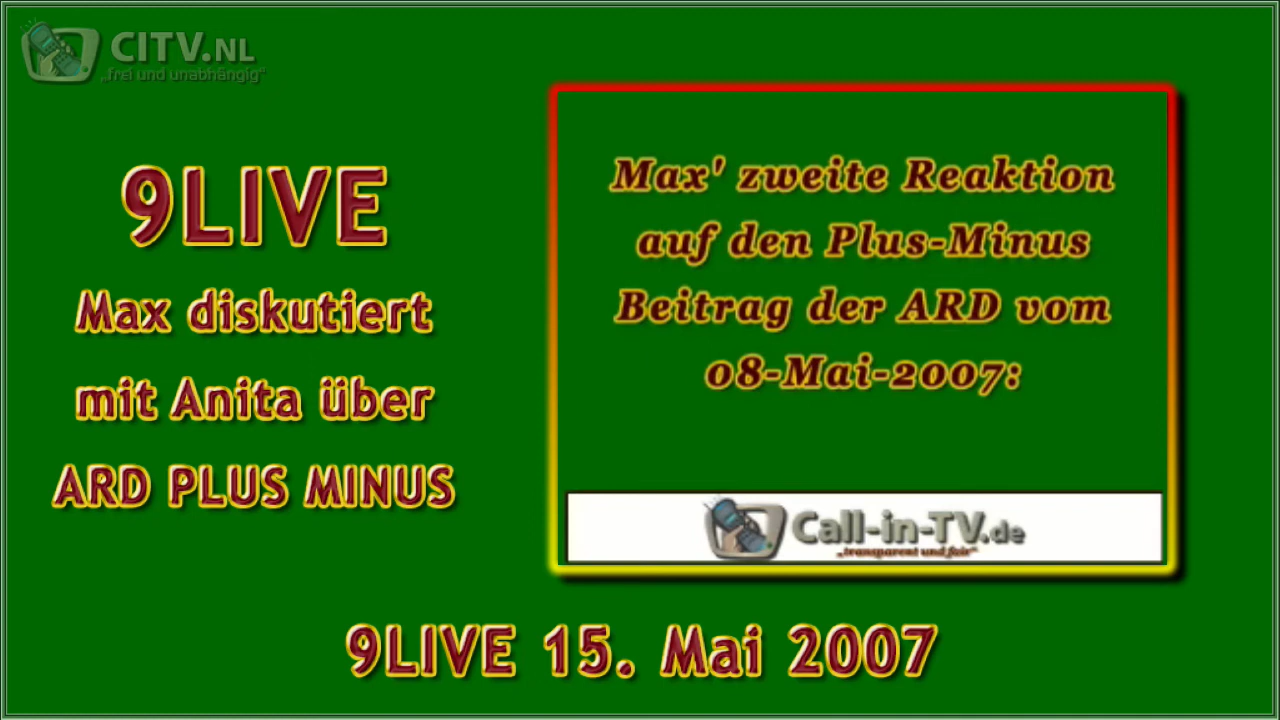 CITV.NL
„frei und unabhängig“
9LIVE
Max diskutiert
mit Anita über
ARD PLUS MINUS
Max' zweite Reaktion
auf den Plus-Minus
Beitrag der ARD vom
08-Mai-2007:
Call-in-TV.de
„transparent und fair“
9LIVE 15. Mai 2007